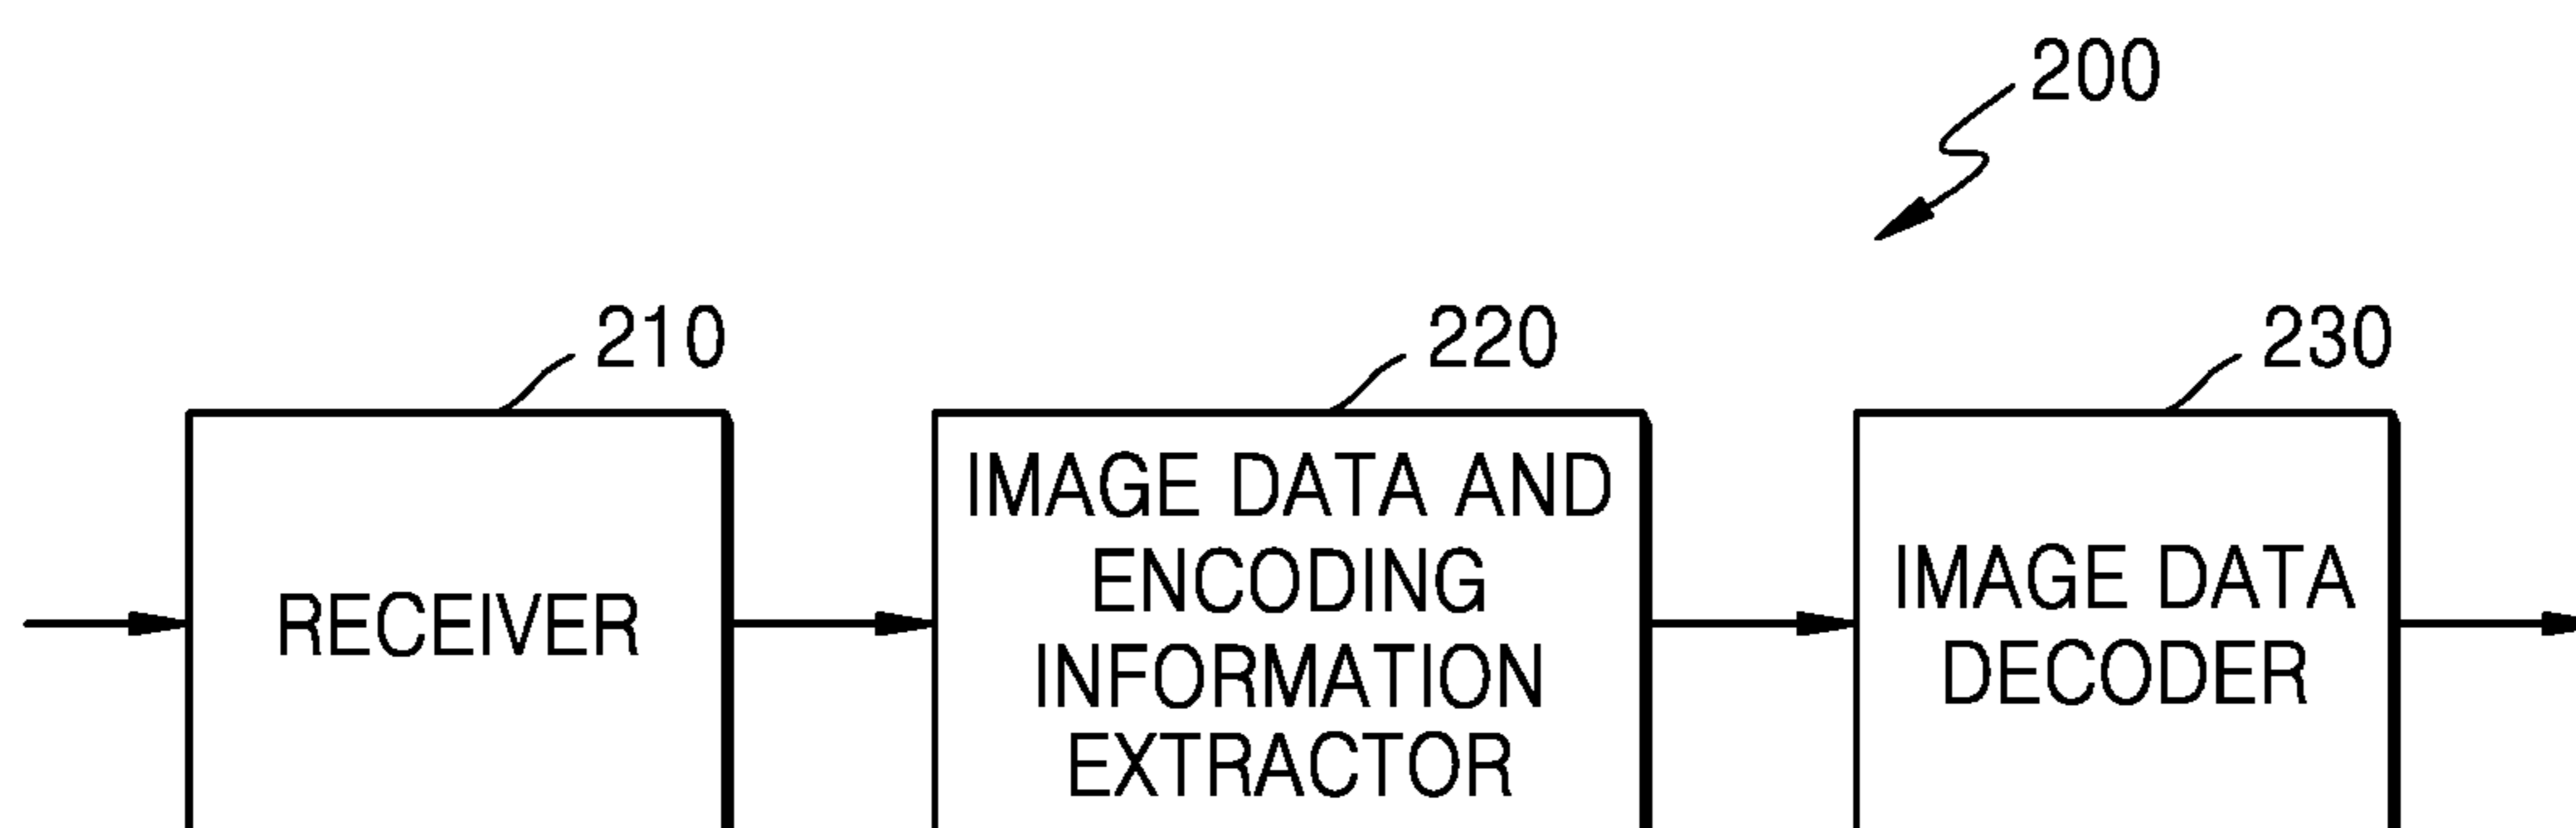 200
210
220
230
RECEIVER
IMAGE DATA AND
ENCODING
INFORMATION
EXTRACTOR
IMAGE DATA
DECODER